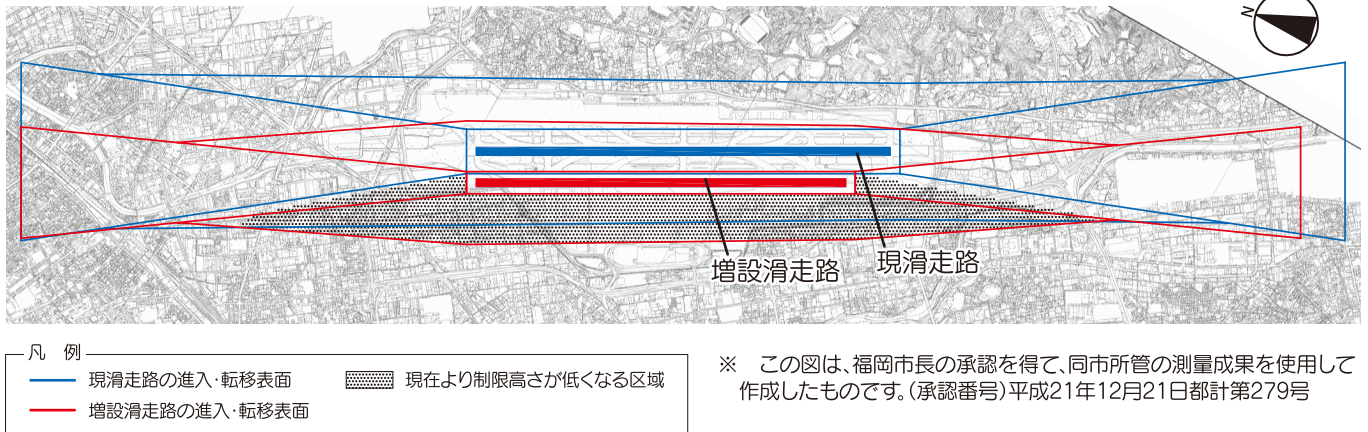 N
増設滑走路
現滑走路
凡 例
現滑走路の進入・転移表面
現在より制限高さが低くなる区域
増設滑走路の進入・転移表面
※ この図は、福岡市長の承認を得て、同市所管の測量成果を使用して
作成したものです。(承認番号)平成21年12月21日都計第279号